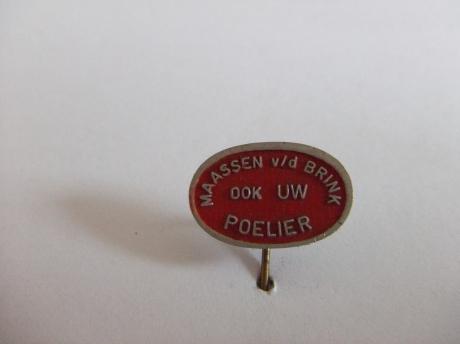 MAASSEN v/d BRINK
OOK UW
POELIER